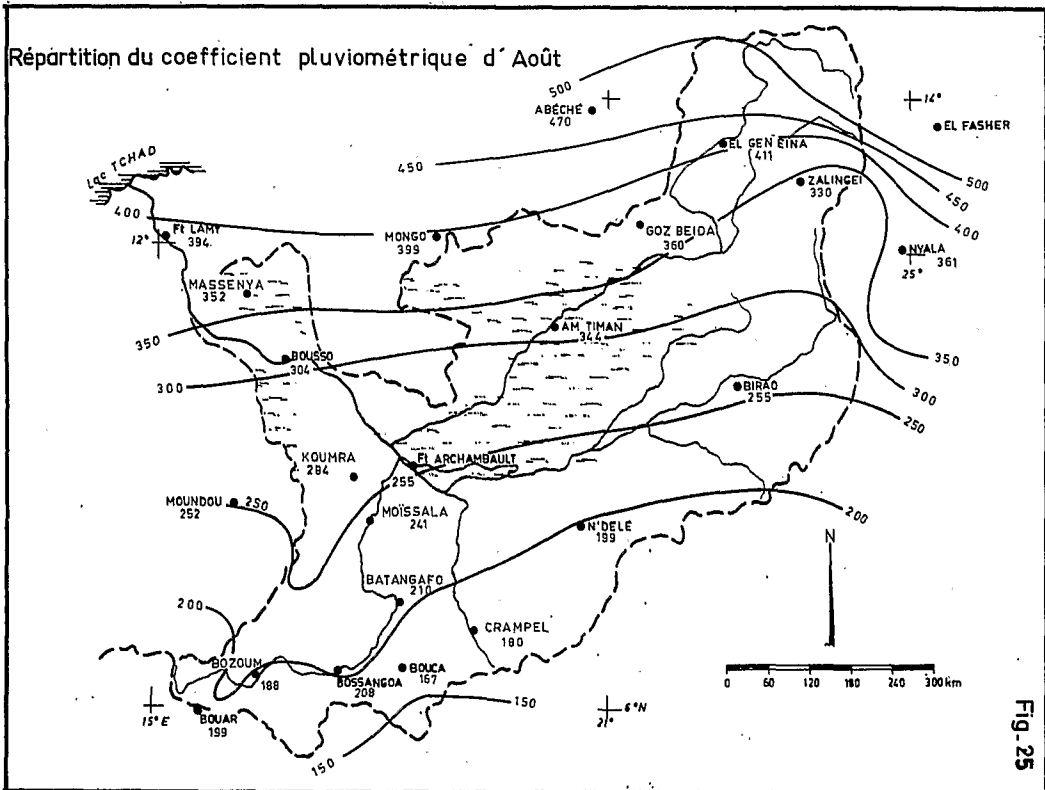 Répartition du coefficient pluviométrique d'Août
500
ABÉCHÉ
470
14°
EL FASHER
EL GENEINA
411
Lac TCHAD
450
ZALINGEI
330
500
450
400
400
Ft LAMY
394
12°
MONGO
399
GOZ BEIDA
360
NYALA
361
25°
MASSENYA
352
AM TIMAN
344
350
BOUSSO
304
350
300
BIRAO
255
300
250
KOUMRA
284
Ft ARCHAMBAULT
255
MOUNDOU
252
250
MOÏSSALA
241
N'DELE
199
200
N
BATANGAFO
210
200
CRAMPEL
180
BOZOUM
188
BOSSANGOA
208
BOUCA
167
0 60 120 180 240 300 km
15° E
BOUAR
199
150
6° N
21°
150
Fig. 25